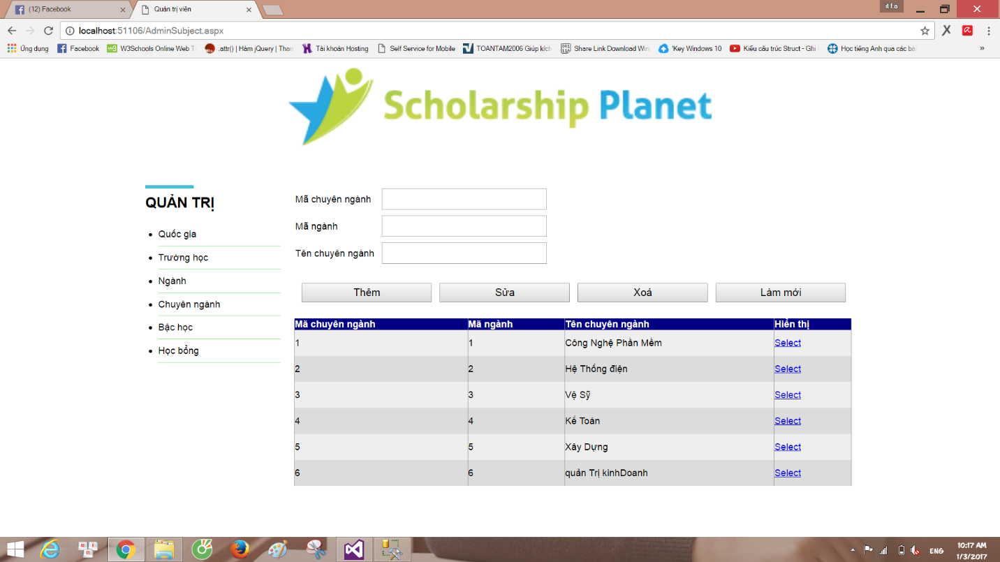 (12) Facebook
Quản trị viên
it f.a
localhost:51106/AdminSubject.aspx
Ứng dụng Facebook W3Schools Online Web T .attr() | Hàm jQuery | Than Tài khoản Hosting Self Service for Mobile TOANTAM2006 Giúp kích Share Link Download Win 'Key Windows 10 Kiểu cấu trúc Struct - Ghi Học tiếng Anh qua các bà »
Scholarship Planet
QUẢN TRỊ
Quốc gia
Trường học
Ngành
Chuyên ngành
Bậc học
Học bổng
Mã chuyên ngành
Mã ngành
Tên chuyên ngành
Thêm Sửa Xoá Làm mới
Mã chuyên ngành Mã ngành Tên chuyên ngành Hiển thị
1 1 Công Nghệ Phần Mềm Select
2 2 Hệ Thống điện Select
3 3 Vệ Sỹ Select
4 4 Kế Toán Select
5 5 Xây Dựng Select
6 6 quản Trị kinhDoanh Select
ENG
10:17 AM
1/3/2017